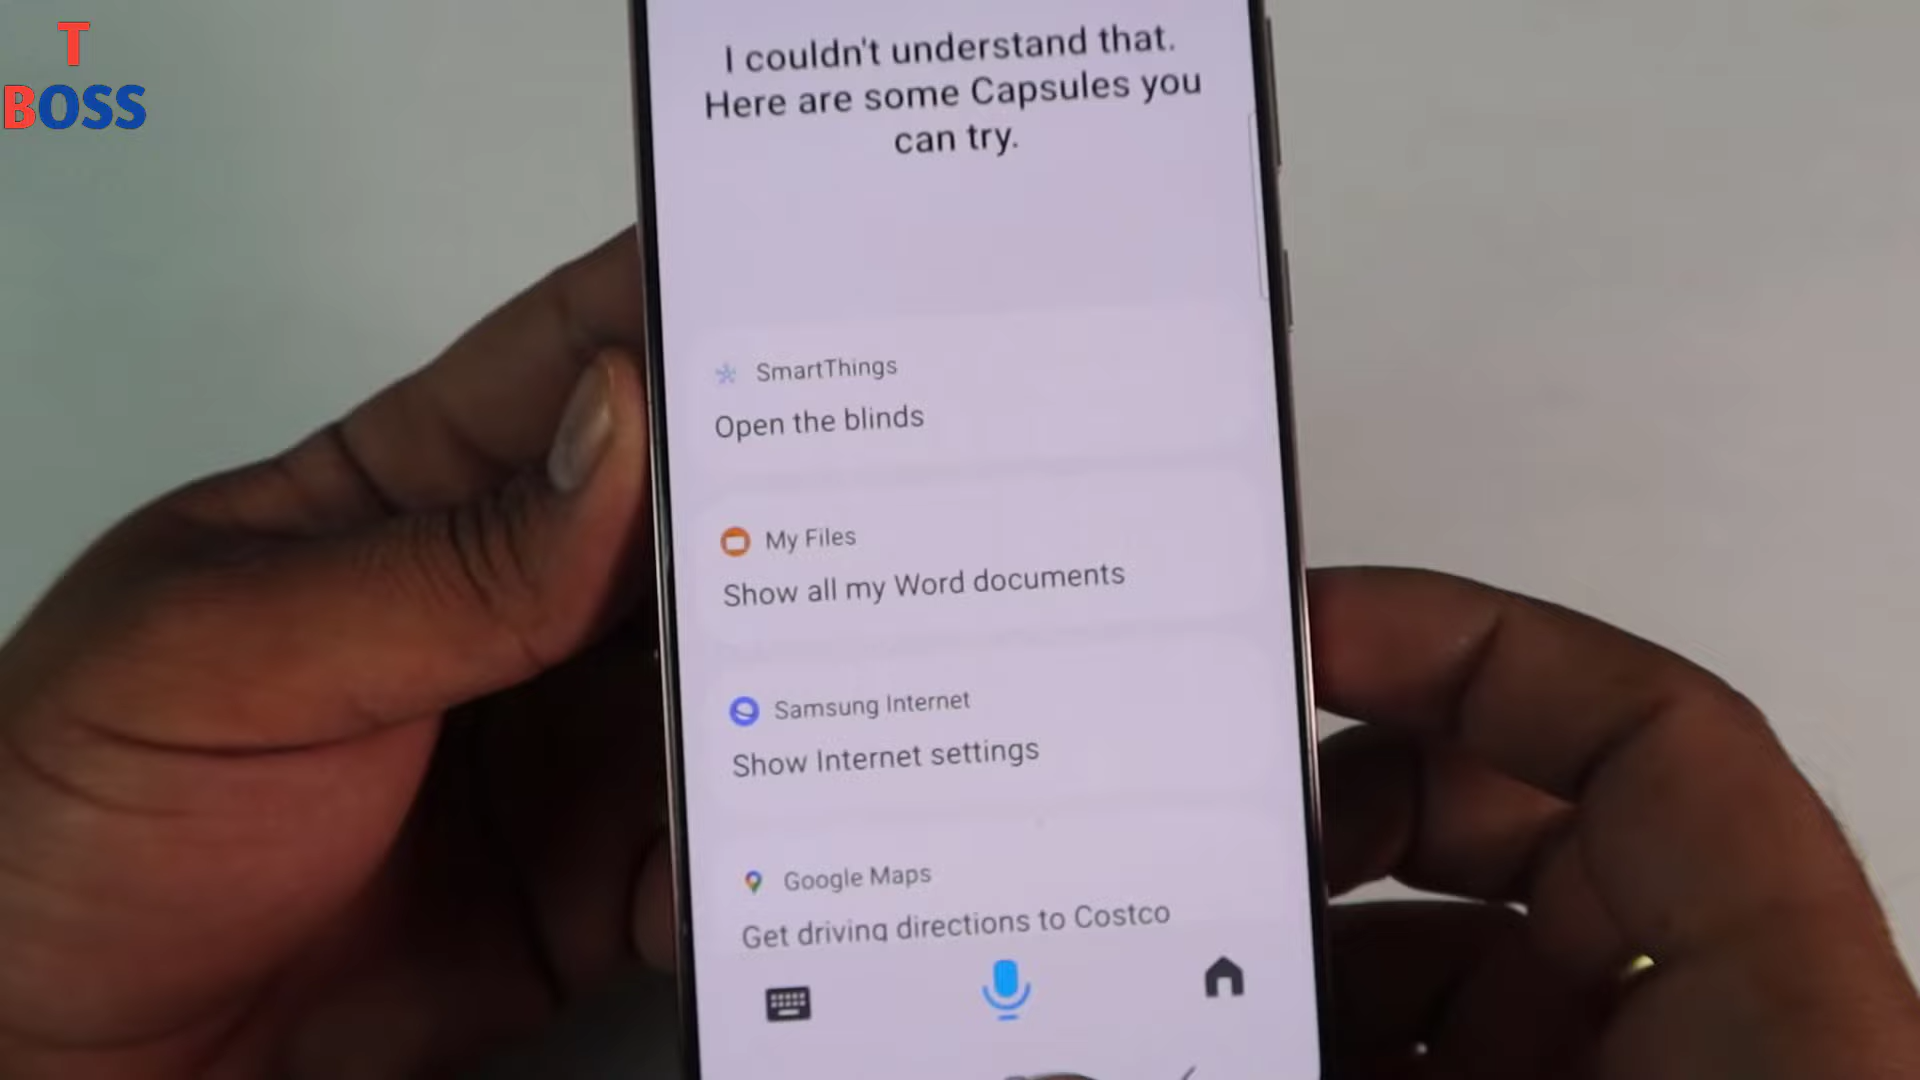 T
BOSS
I couldn't understand that.
Here are some Capsules you
can try.
SmartThings
Open the blinds
My Files
Show all my Word documents
Samsung Internet
Show Internet settings
Google Maps
Get driving directions to Costco